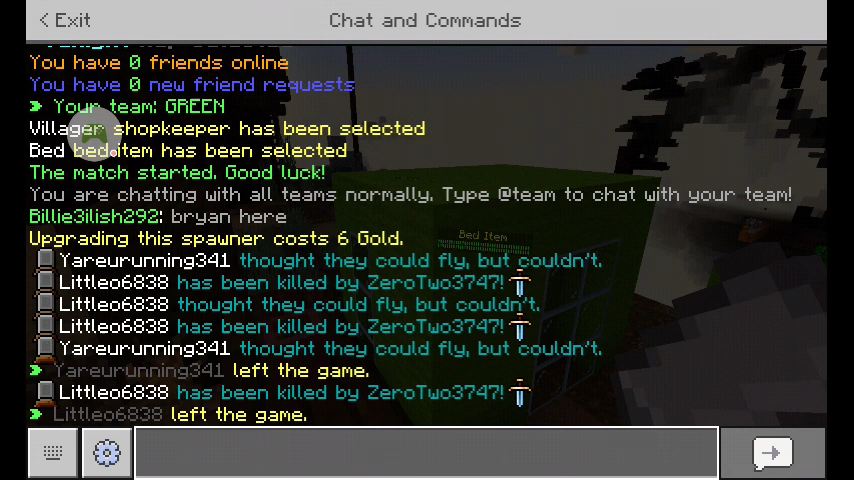 < Exit
Chat and Commands
You have 0 friends online
You have 0 new friend requests
Your team: GREEN
Villager shopkeeper has been selected
Bed bed item has been selected
The match started. Good luck!
You are chatting with all teams normally. Type @team to chat with your team!
Billie3ilish292: bryan here
Upgrading this spawner costs 6 Gold.
Bed Item
Yareurunning341 thought they could fly, but couldn't.
Littleo6838 has been killed by ZeroTwo3747!
Littleo6838 thought they could fly, but couldn't.
Littleo6838 has been killed by ZeroTwo3747!
Yareurunning341 thought they could fly, but couldn't.
Yareurunning341 left the game.
Littleo6838 has been killed by ZeroTwo3747!
Littleo6838 left the game.